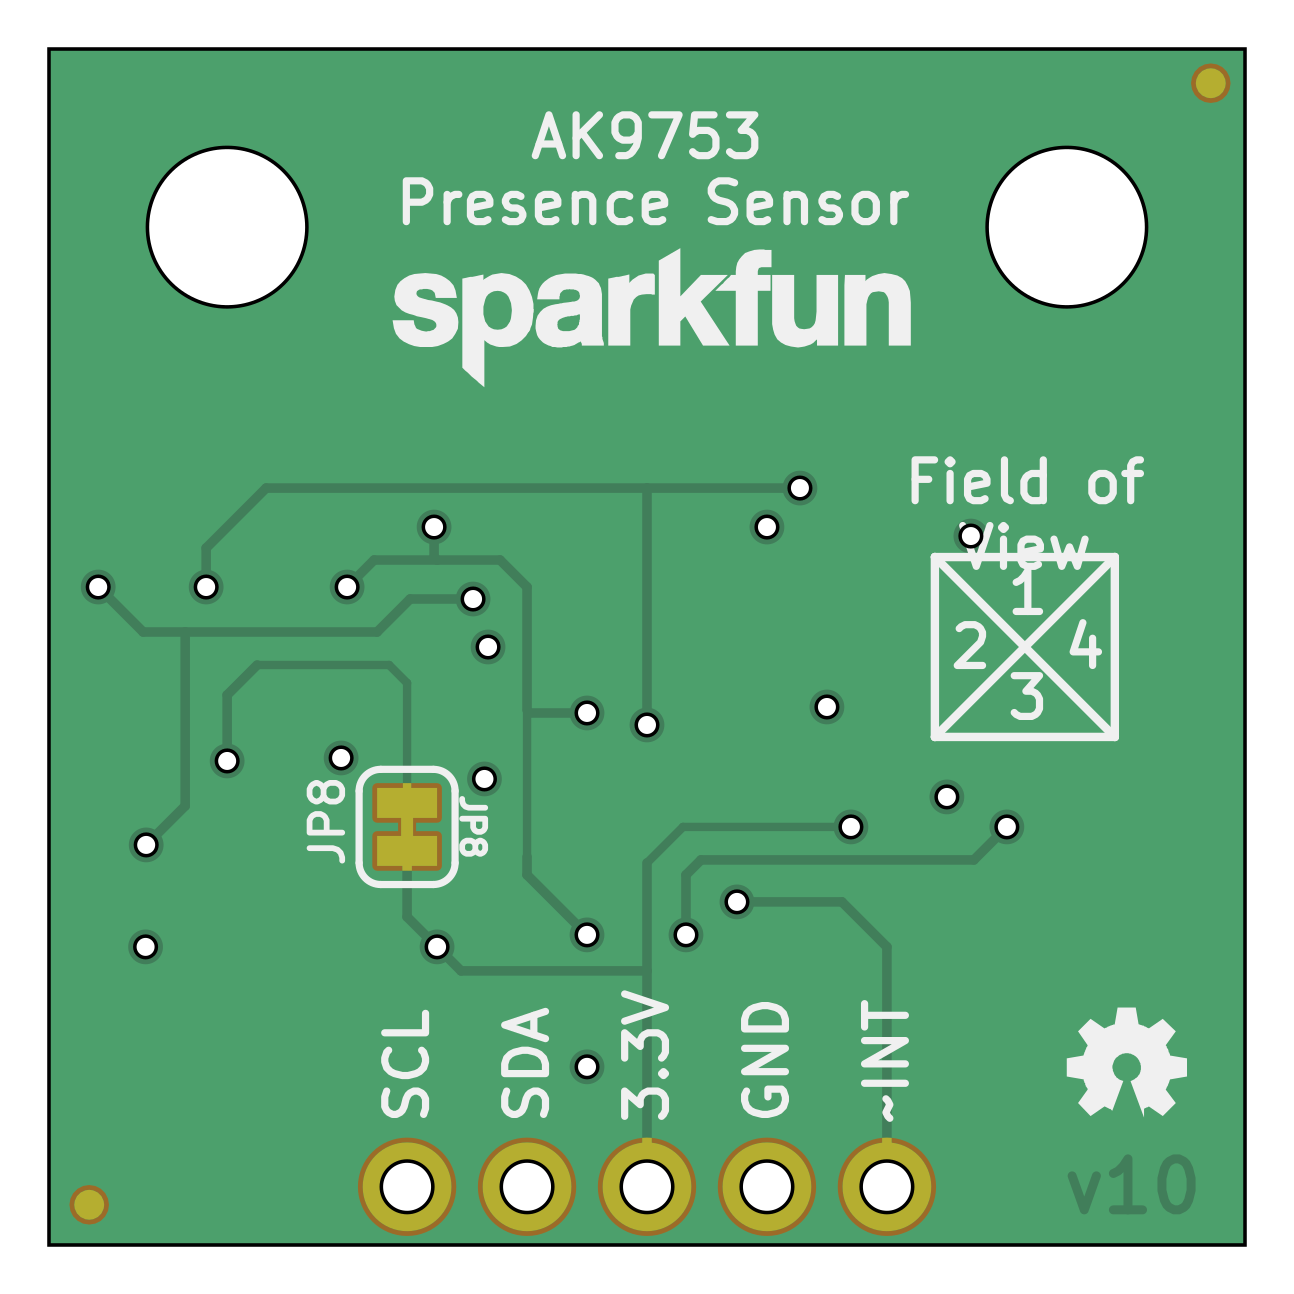 AK9753
Presence Sensor
sparkfun
Field of
View
1
2
4
3
JP8
JP8
SCL
SDA
3.3V
GND
~INT
v10